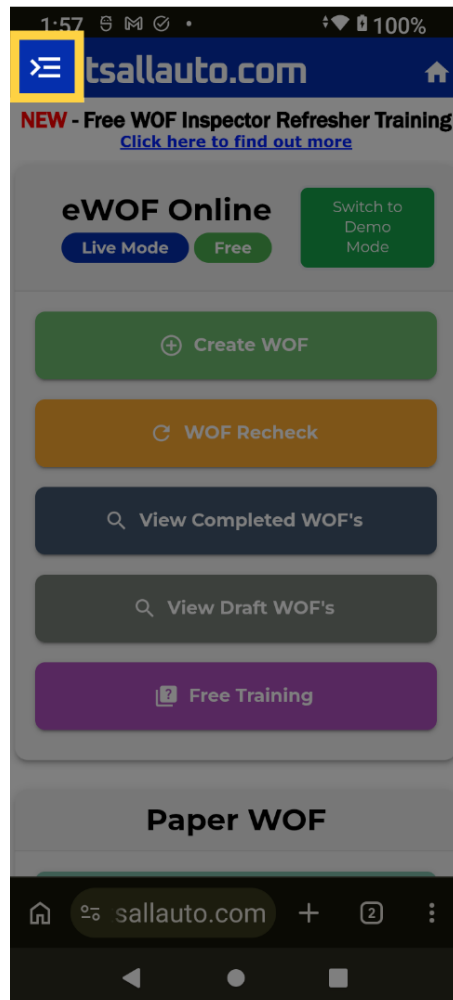 1:57 100%
tsallauto.com
NEW - Free WOF Inspector Refresher Training
Click here to find out more
eWOF Online
Live Mode Free
Switch to
Demo
Mode
Create WOF
WOF Recheck
View Completed WOF's
View Draft WOF's
Free Training
Paper WOF
sallauto.com 2